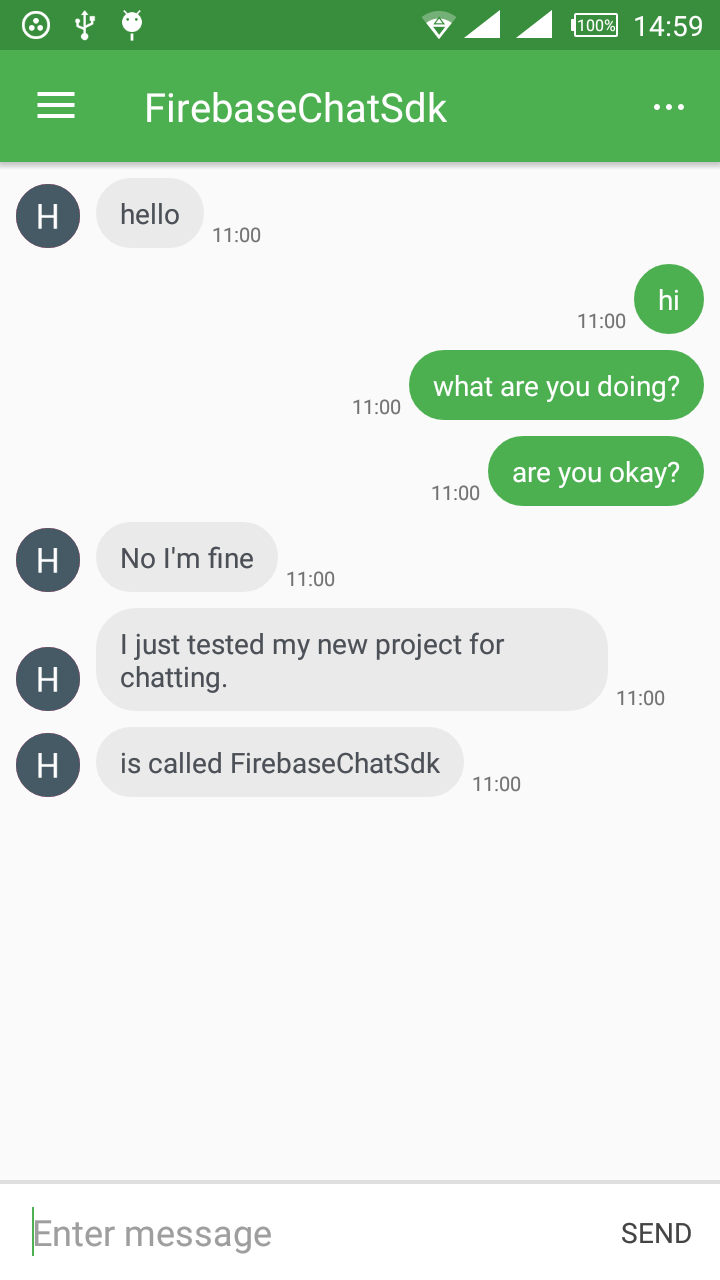 100% 14:59
FirebaseChatSdk
H hello 11:00
11:00 hi
11:00 what are you doing?
11:00 are you okay?
H No I'm fine 11:00
I just tested my new project for
H chatting. 11:00
H is called FirebaseChatSdk 11:00
Enter message SEND